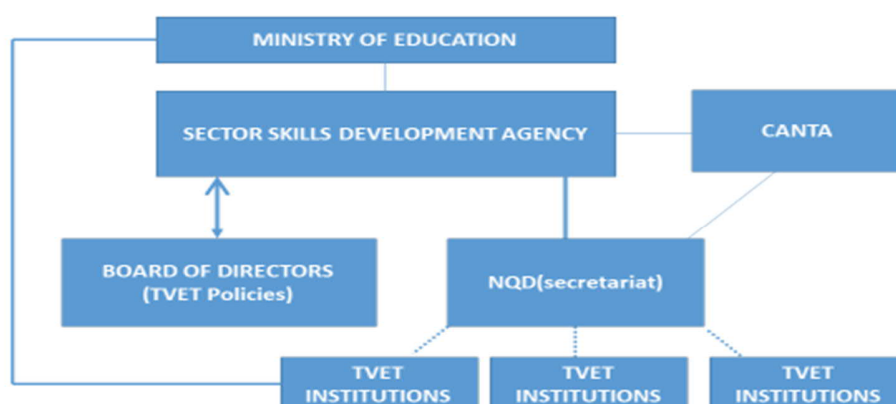 MINISTRY OF EDUCATION
SECTOR SKILLS DEVELOPMENT AGENCY
CANTA
BOARD OF DIRECTORS
(TVET Policies)
NQD(secretariat)
TVET
INSTITUTIONS
TVET
INSTITUTIONS
TVET
INSTITUTIONS